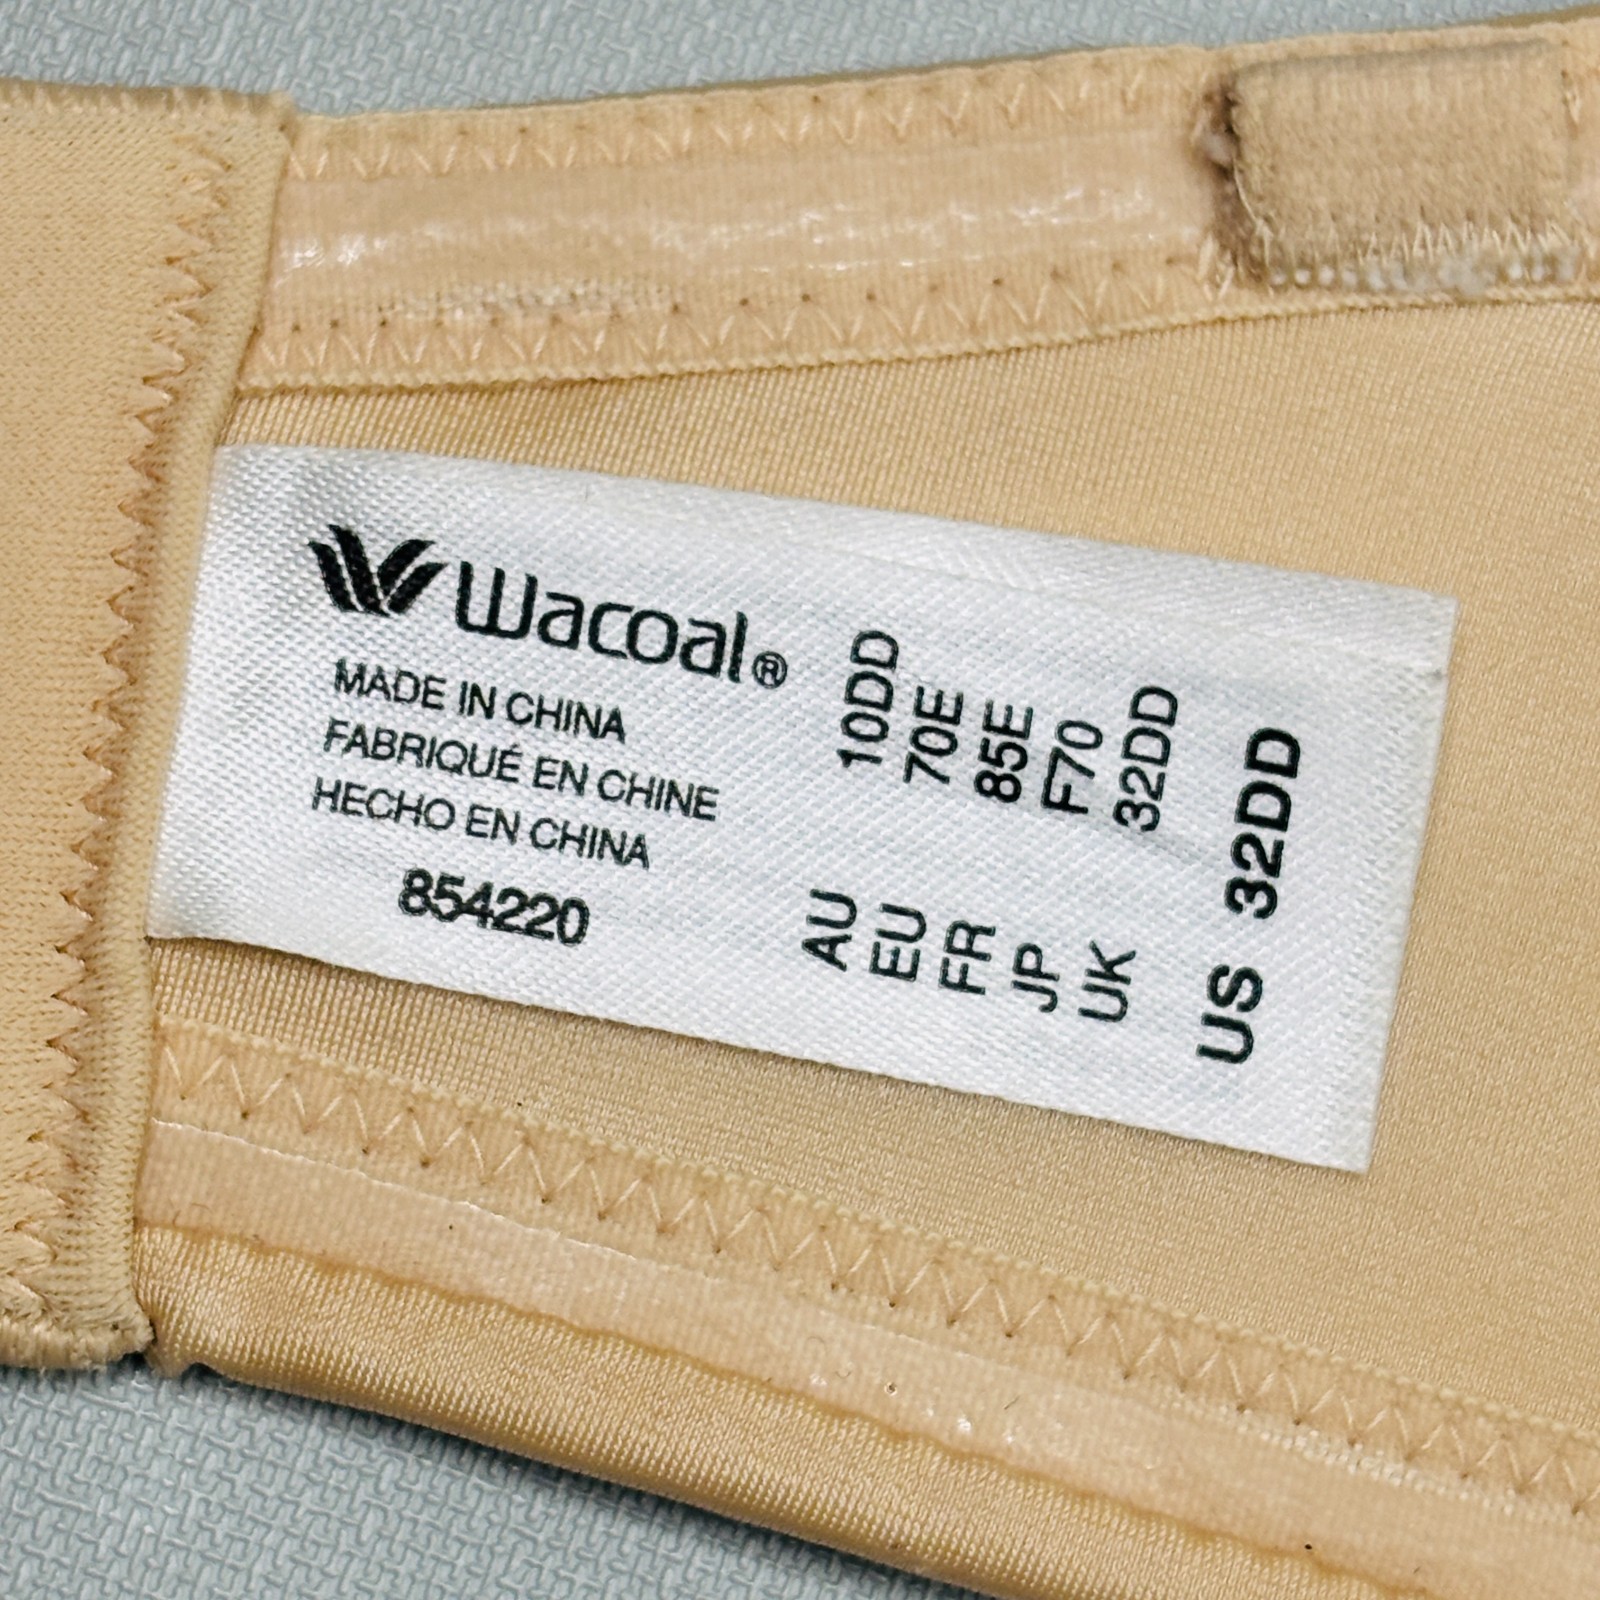 Wacoal®
MADE IN CHINA
FABRIQUÉ EN CHINE
HECHO EN CHINA
854220
AU 10DD
EU 70E
FR 85E
JP F70
UK 32DD
US 32DD